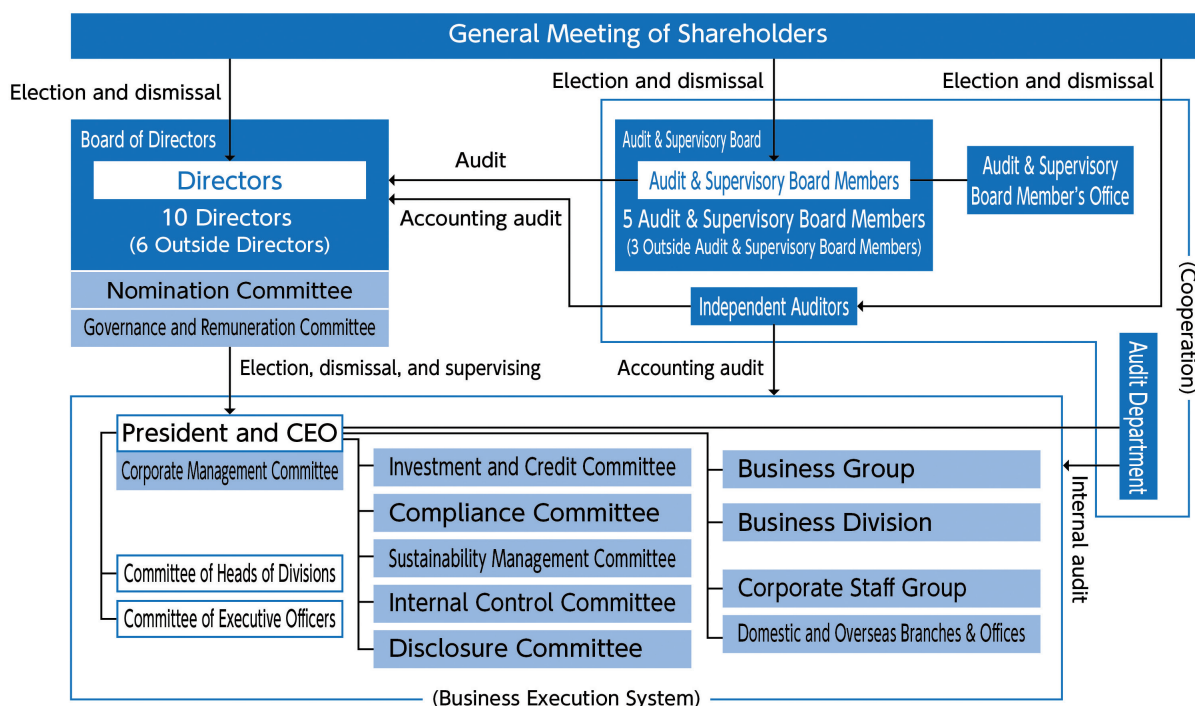 General Meeting of Shareholders
Election and dismissal
Election and dismissal
Election and dismissal
Board of Directors
Directors
10 Directors
(6 Outside Directors)
Nomination Committee
Governance and Remuneration Committee
Audit
Accounting audit
Audit & Supervisory Board
Audit & Supervisory Board Members
5 Audit & Supervisory Board Members
(3 Outside Audit & Supervisory Board Members)
Audit & Supervisory
Board Member's Office
Independent Auditors
(Cooperation)
Audit Department
Election, dismissal, and supervising
Accounting audit
Internal audit
President and CEO
Corporate Management Committee
Committee of Heads of Divisions
Committee of Executive Officers
Investment and Credit Committee
Compliance Committee
Sustainability Management Committee
Internal Control Committee
Disclosure Committee
Business Group
Business Division
Corporate Staff Group
Domestic and Overseas Branches & Offices
(Business Execution System)